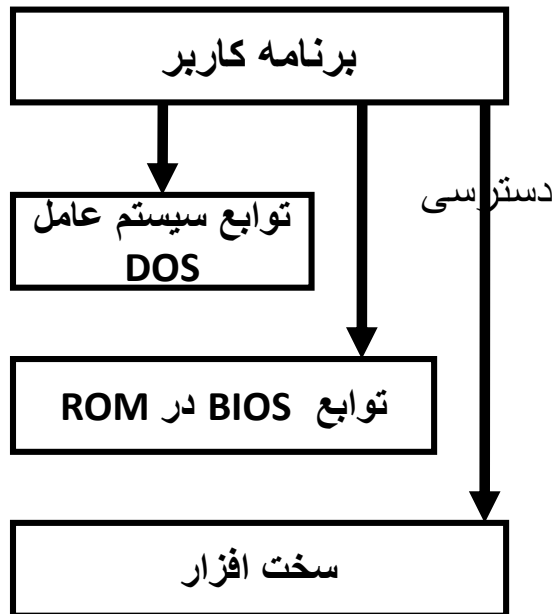 برنامه کاربر
دسترسی
توابع سیستم عامل
DOS
توابع BIOS در ROM
سخت افزار